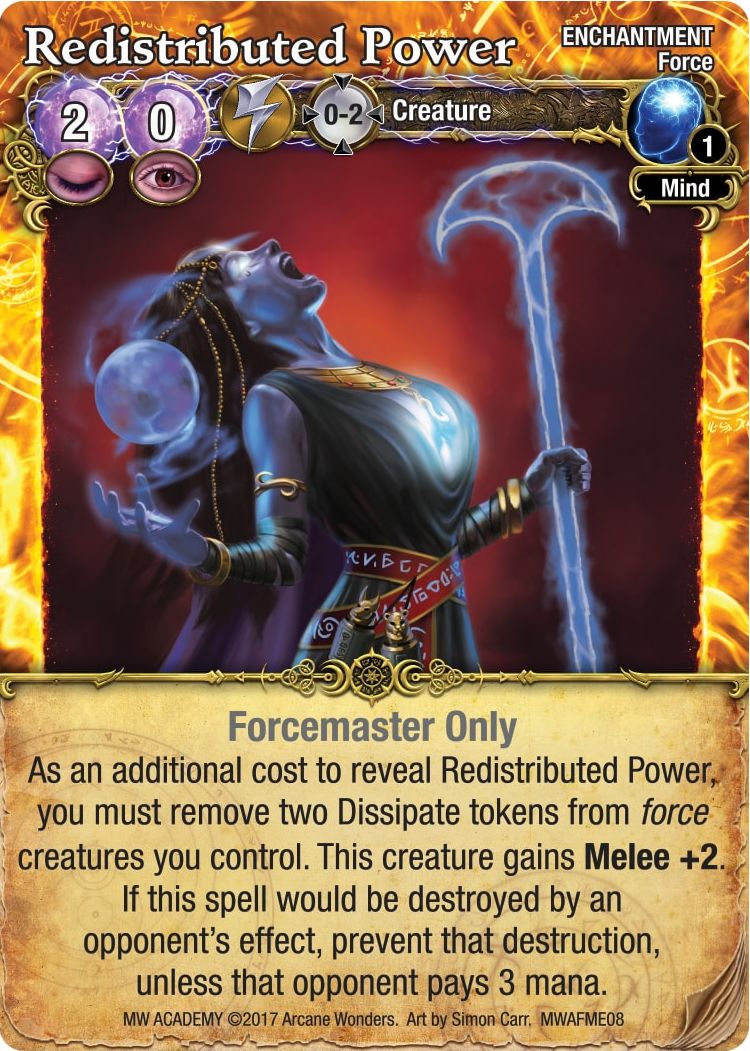 Redistributed Power
ENCHANTMENT
Force
2
0
0-2
Creature
1
Mind
Forcemaster Only
As an additional cost to reveal Redistributed Power,
you must remove two Dissipate tokens from force
creatures you control. This creature gains Melee +2.
If this spell would be destroyed by an
opponent's effect, prevent that destruction,
unless that opponent pays 3 mana.
MW ACADEMY ©2017 Arcane Wonders. Art by Simon Carr. MWAFME08